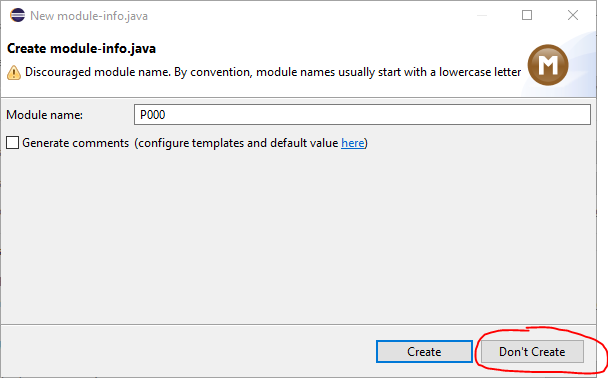 New module-info.java
Create module-info.java
Discouraged module name. By convention, module names usually start with a lowercase letter
M
Module name: P000
Generate comments (configure templates and default value here)
Create Don't Create